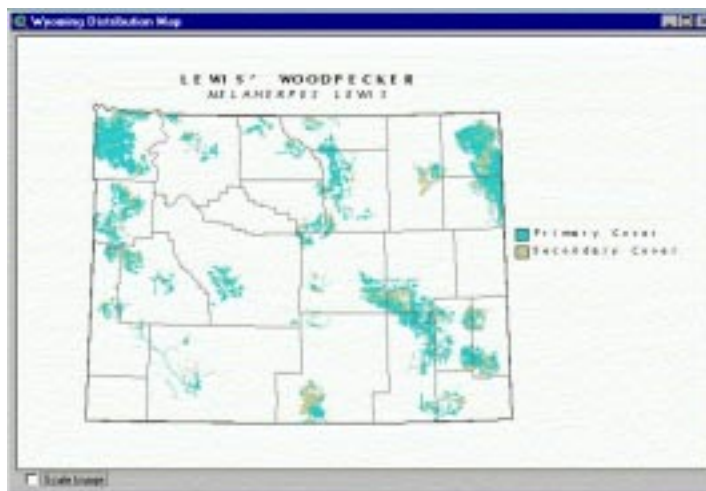 Wyoming Distribution Map
LEWIS' WOODPECKER
MELANERPES LEWIS
Primary Cover
Secondary Cover
Scale Image